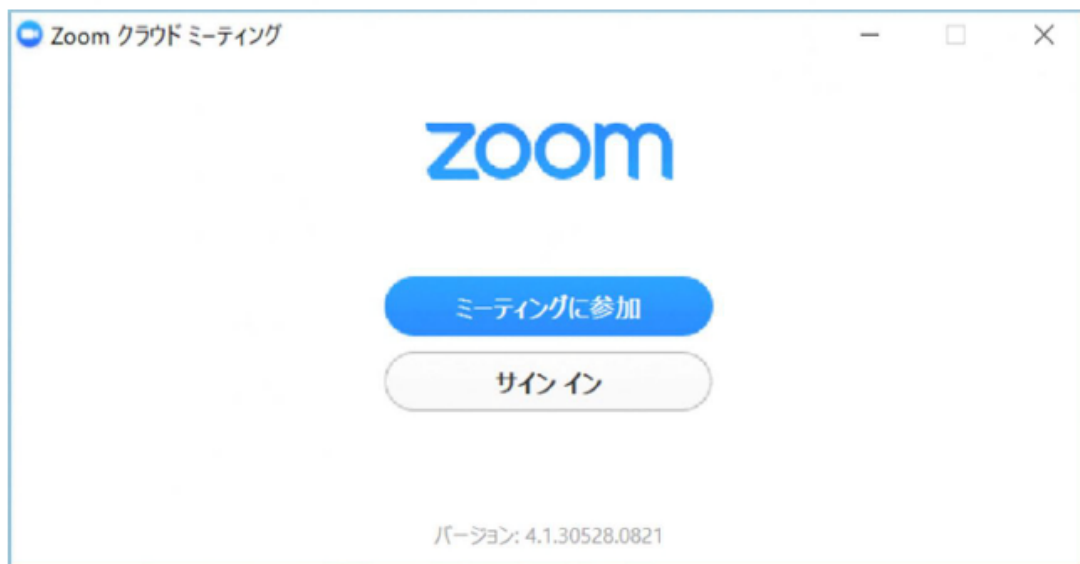 Zoom クラウド ミーティング
zoom
ミーティングに参加
サイン イン
バージョン: 4.1.30528.0821